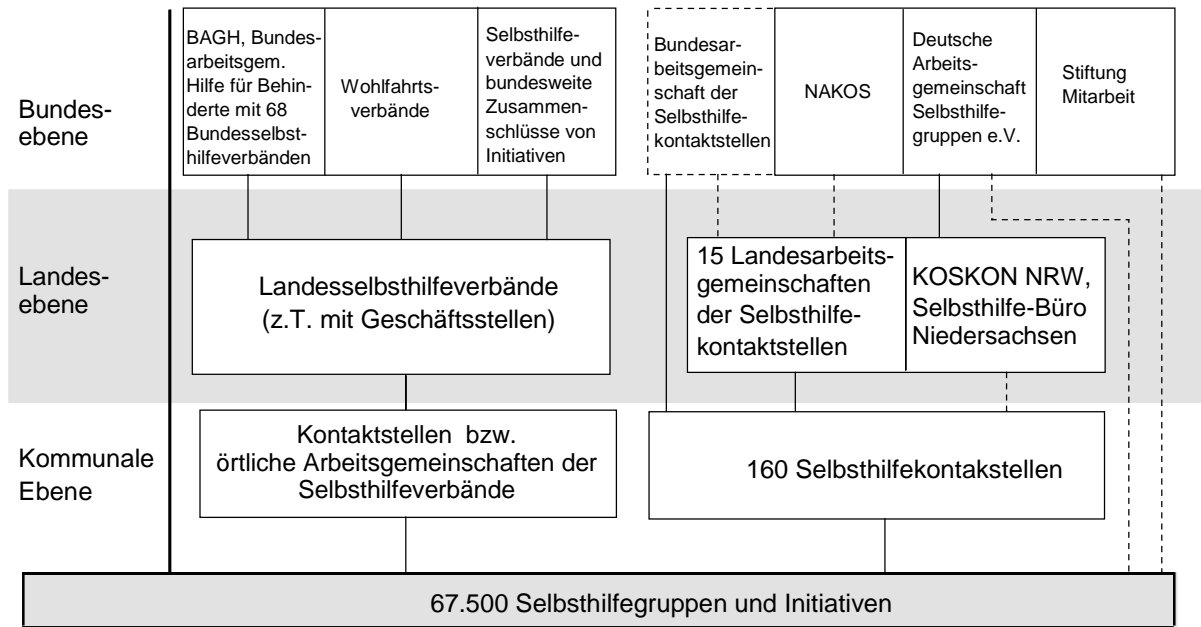 Bundes-
ebene
BAGH, Bundes-
arbeitsgem.
Hilfe für Behin-
derte mit 68
Bundesselbst-
hilfeverbänden
Wohlfahrts-
verbände
Selbsthilfe-
verbände und
bundesweite
Zusammen-
schlüsse von
Initiativen
Bundesar-
beitsgemein-
schaft der
Selbsthilfe-
kontaktstellen
NAKOS
Deutsche
Arbeits-
gemeinschaft
Selbsthilfe-
gruppen e.V.
Stiftung
Mitarbeit
Landes-
ebene
Landesselbsthilfeverbände
(z.T. mit Geschäftsstellen)
15 Landesarbeits-
gemeinschaften
der Selbsthilfe-
kontaktstellen
KOSKON NRW,
Selbsthilfe-Büro
Niedersachsen
Kommunale
Ebene
Kontaktstellen bzw.
örtliche Arbeitsgemeinschaften der
Selbsthilfeverbände
160 Selbsthilfekontakstellen
67.500 Selbsthilfegruppen und Initiativen